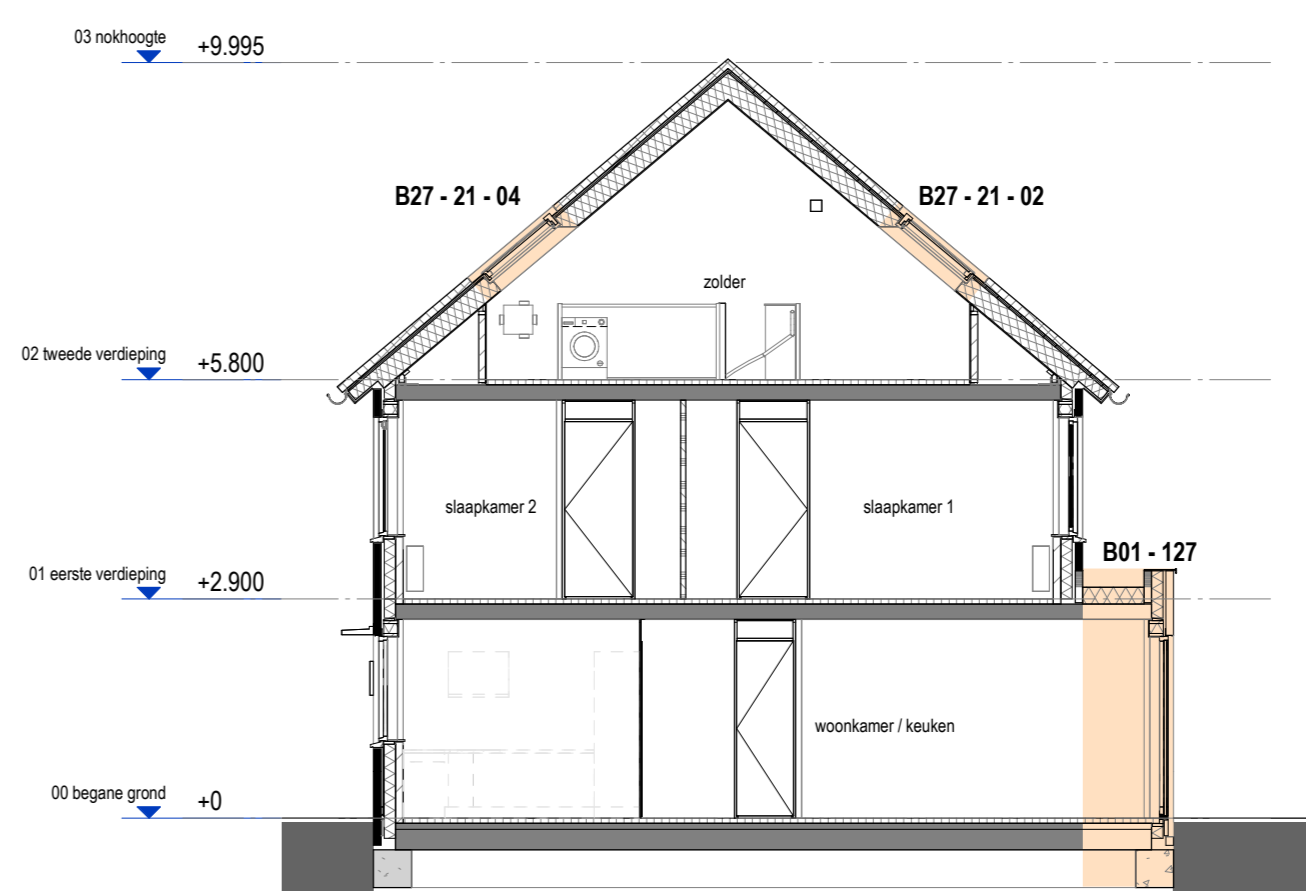 03 nokhoogte +9.995
B27 - 21 - 04 B27 - 21 - 02
zolder
02 tweede verdieping +5.800
slaapkamer 2 slaapkamer 1
B01 - 127
01 eerste verdieping +2.900
woonkamer / keuken
00 begane grond +0